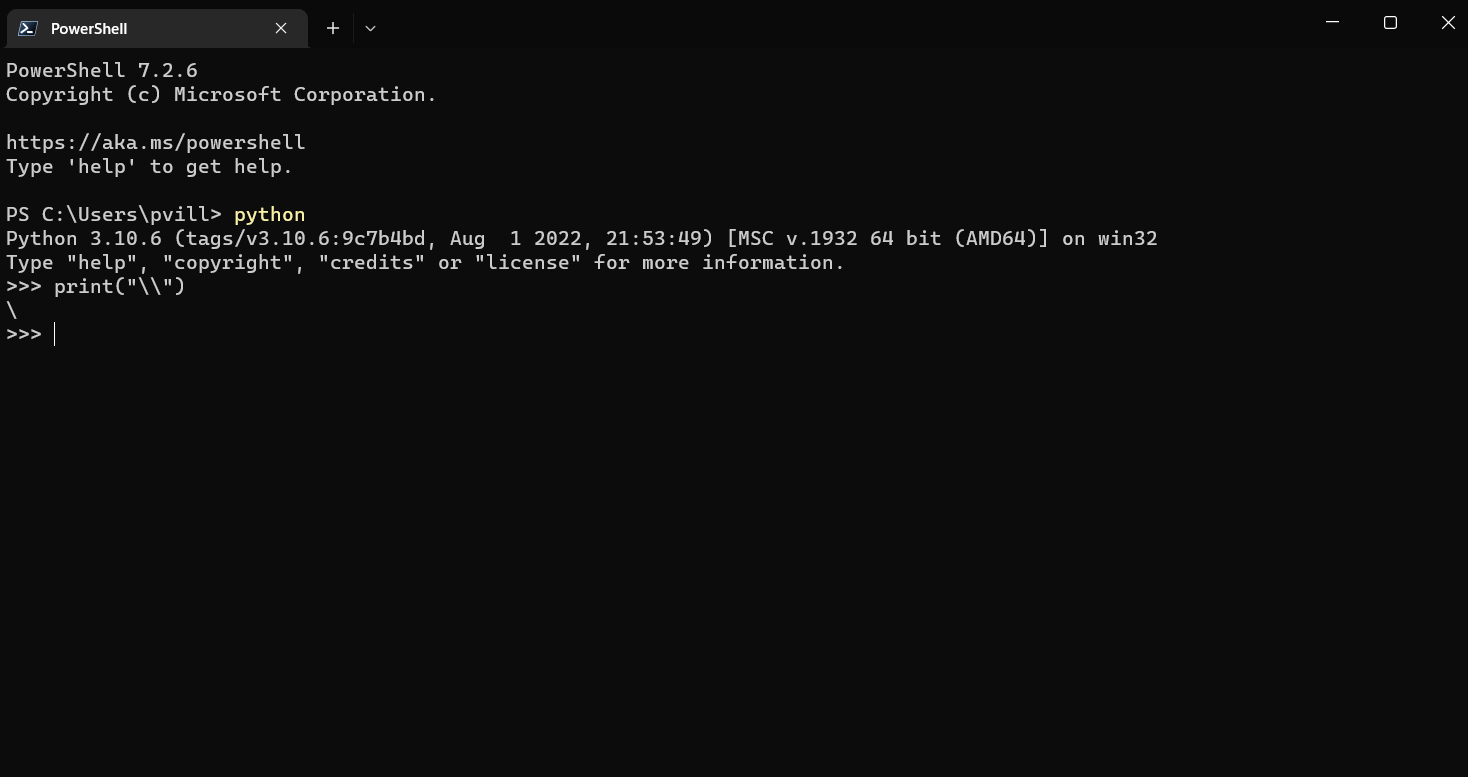 PowerShell
PowerShell 7.2.6
Copyright (c) Microsoft Corporation.
https://aka.ms/powershell
Type 'help' to get help.
PS C:\Users\pvill> python
Python 3.10.6 (tags/v3.10.6:9c7b4bd, Aug  1 2022, 21:53:49) [MSC v.1932 64 bit (AMD64)] on win32
Type "help", "copyright", "credits" or "license" for more information.
>>> print("\\")
\
>>>